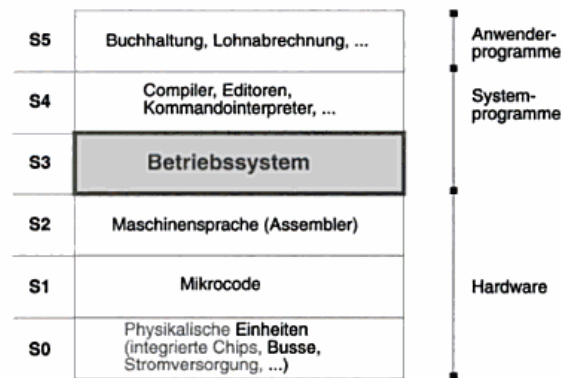 S5 Buchhaltung, Lohnabrechnung, ... Anwender-
programme
S4 Compiler, Editoren,
Kommandointerpreter, ...
System-
programme
S3 Betriebssystem
S2 Maschinensprache (Assembler)
S1 Mikrocode Hardware
S0 Physikalische Einheiten
(integrierte Chips, Busse,
Stromversorgung, ...)